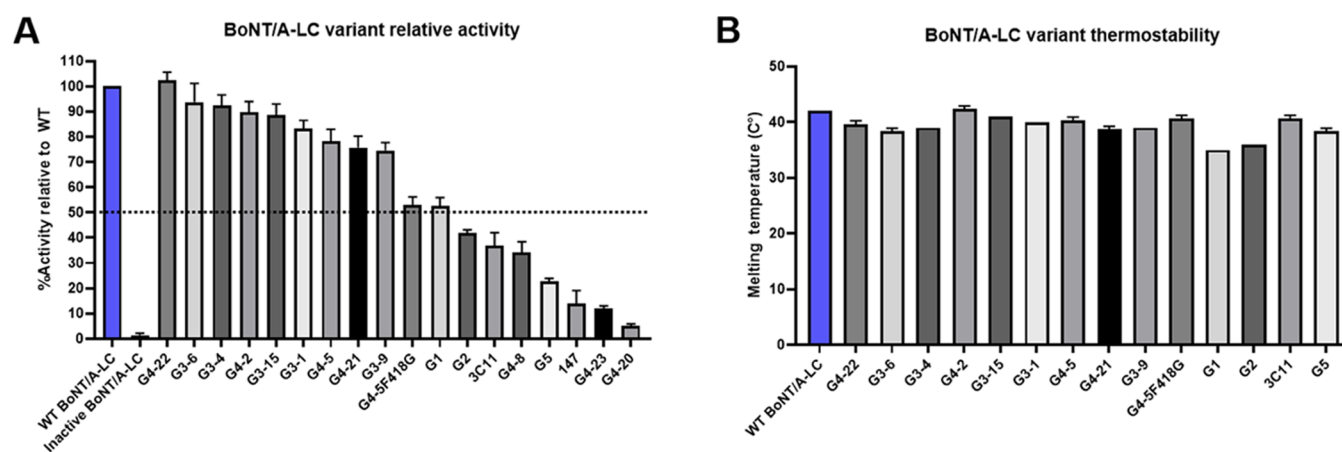 A
BoNT/A-LC variant relative activity
%Activity relative to WT
110
100
90
80
70
60
50
40
30
20
10
0
WT BoNT/A-LC
Inactive BoNT/A-LC
G4-22
G3-6
G3-4
G4-2
G3-15
G3-1
G4-5
G4-21
G3-9
G4-5F418G
G1
G2
3C11
G4-8
G5
147
G4-23
G4-20
B
BoNT/A-LC variant thermostability
Melting temperature (C°)
50
40
30
20
10
0
WT BoNT/A-LC
G4-22
G3-6
G3-4
G4-2
G3-15
G3-1
G4-5
G4-21
G3-9
G4-5F418G
G1
G2
3C11
G5